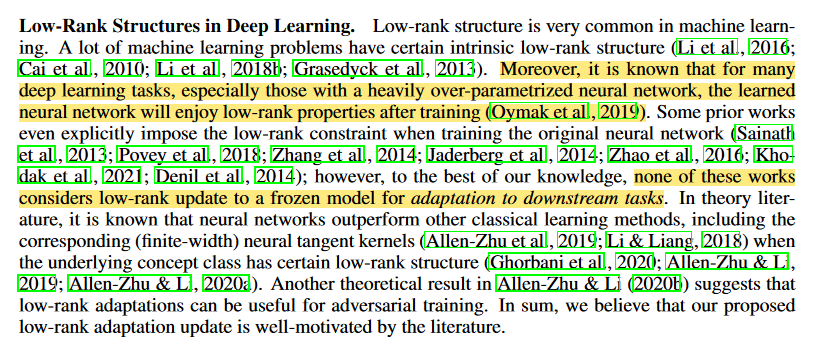 Low-Rank Structures in Deep Learning. Low-rank structure is very common in machine learn-
ing. A lot of machine learning problems have certain intrinsic low-rank structure (Li et al., 2016;
Cai et al., 2010; Li et al., 2018b; Grasedyck et al., 2013). Moreover, it is known that for many
deep learning tasks, especially those with a heavily over-parametrized neural network, the learned
neural network will enjoy low-rank properties after training (Oymak et al., 2019). Some prior works
even explicitly impose the low-rank constraint when training the original neural network (Sainath
et al., 2013; Povey et al., 2018; Zhang et al., 2014; Jaderberg et al., 2014; Zhao et al., 2016; Kho-
dak et al., 2021; Denil et al., 2014); however, to the best of our knowledge, none of these works
considers low-rank update to a frozen model for adaptation to downstream tasks. In theory liter-
ature, it is known that neural networks outperform other classical learning methods, including the
corresponding (finite-width) neural tangent kernels (Allen-Zhu et al., 2019; Li & Liang, 2018) when
the underlying concept class has certain low-rank structure (Ghorbani et al., 2020; Allen-Zhu & Li,
2019; Allen-Zhu & Li, 2020a). Another theoretical result in Allen-Zhu & Li (2020b) suggests that
low-rank adaptations can be useful for adversarial training. In sum, we believe that our proposed
low-rank adaptation update is well-motivated by the literature.